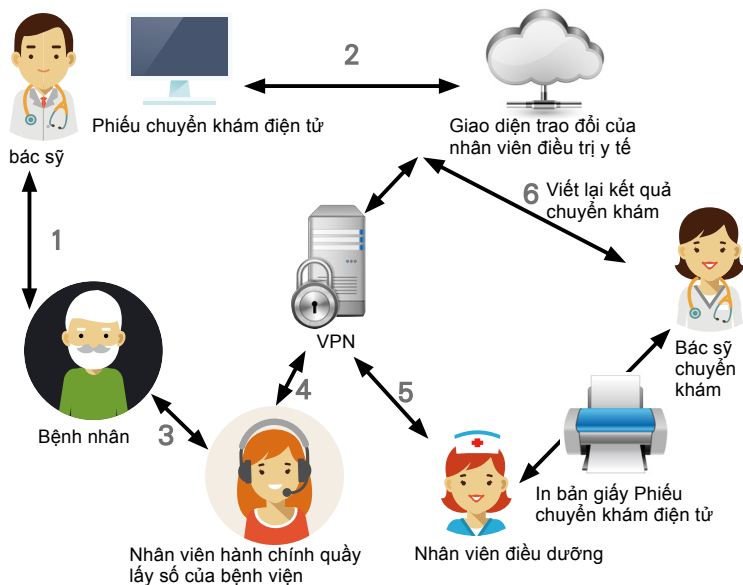 2
Phiếu chuyển khám điện tử
Giao diện trao đổi của
nhân viên điều trị y tế
bác sỹ
1
6
Viết lại kết quả
chuyển khám
VPN
Bác sỹ
chuyển
khám
4
5
3
Bệnh nhân
In bản giấy Phiếu
chuyển khám điện tử
Nhân viên hành chính quầy
lấy số của bệnh viện
Nhân viên điều dưỡng